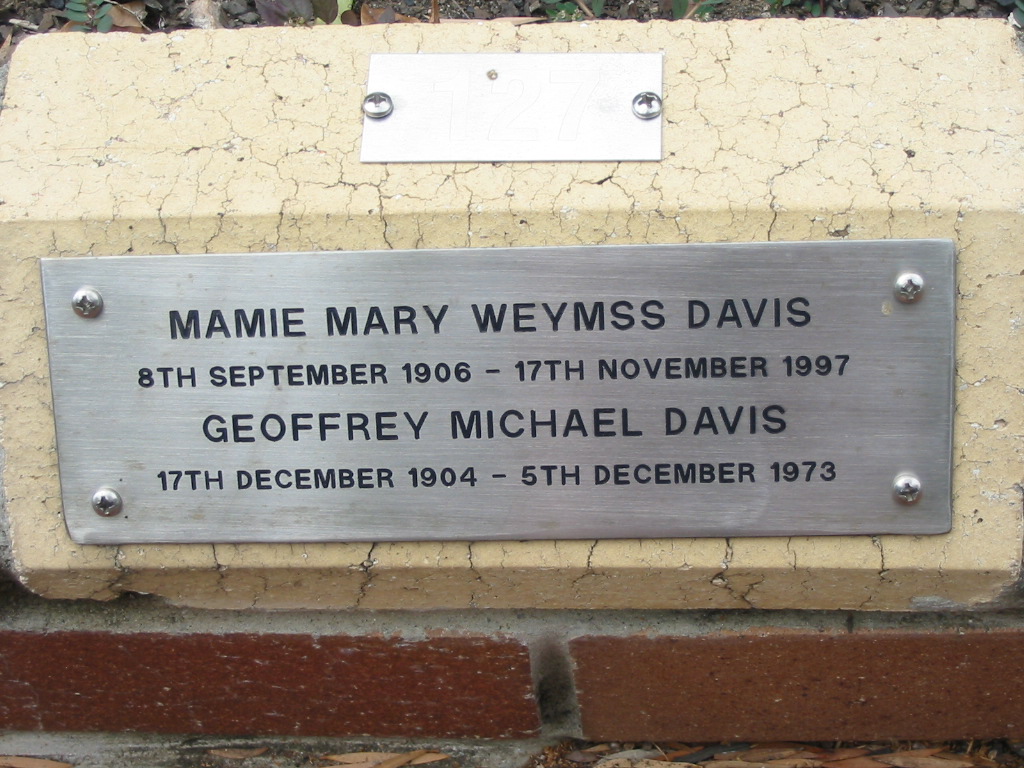 127
MAMIE MARY WEYMSS DAVIS
8TH SEPTEMBER 1906 - 17TH NOVEMBER 1997
GEOFFREY MICHAEL DAVIS
17TH DECEMBER 1904 - 5TH DECEMBER 1973